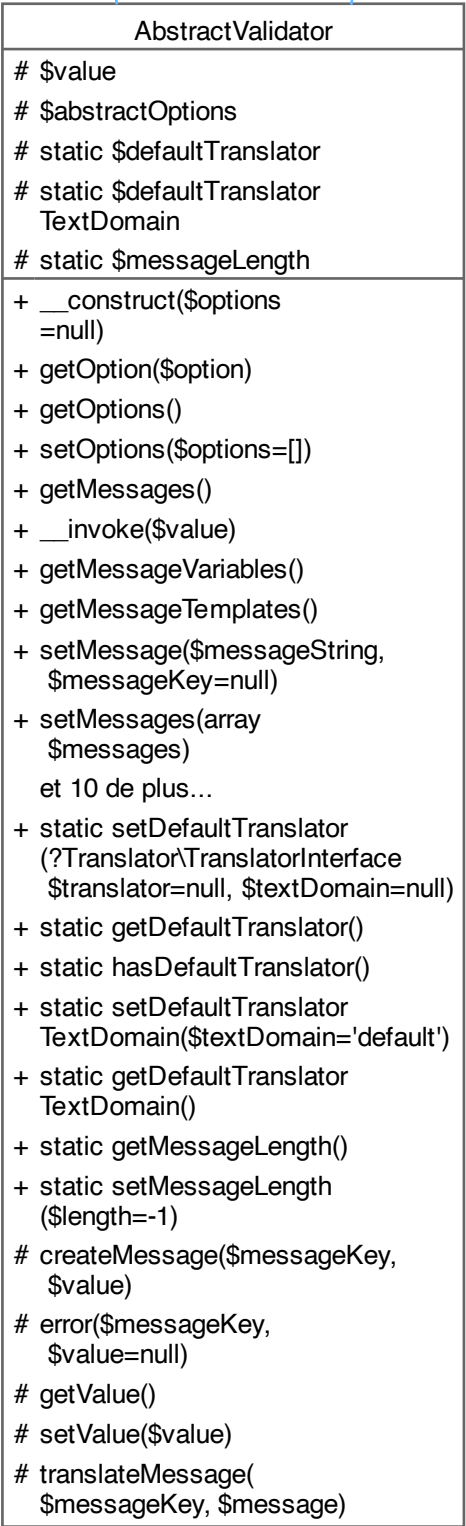 AbstractValidator
# $value
# $abstractOptions
# static $defaultTranslator
# static $defaultTranslator
TextDomain
# static $messageLength
+ __construct($options
=null)
+ getOption($option)
+ getOptions()
+ setOptions($options=[])
+ getMessages()
+ __invoke($value)
+ getMessageVariables()
+ getMessageTemplates()
+ setMessage($messageString,
$messageKey=null)
+ setMessages(array
$messages)
et 10 de plus...
+ static setDefaultTranslator
(?Translator\TranslatorInterface
$translator=null, $textDomain=null)
+ static getDefaultTranslator()
+ static hasDefaultTranslator()
+ static setDefaultTranslator
TextDomain($textDomain='default')
+ static getDefaultTranslator
TextDomain()
+ static getMessageLength()
+ static setMessageLength
($length=-1)
# createMessage($messageKey,
$value)
# error($messageKey,
$value=null)
# getValue()
# setValue($value)
# translateMessage(
$messageKey, $message)